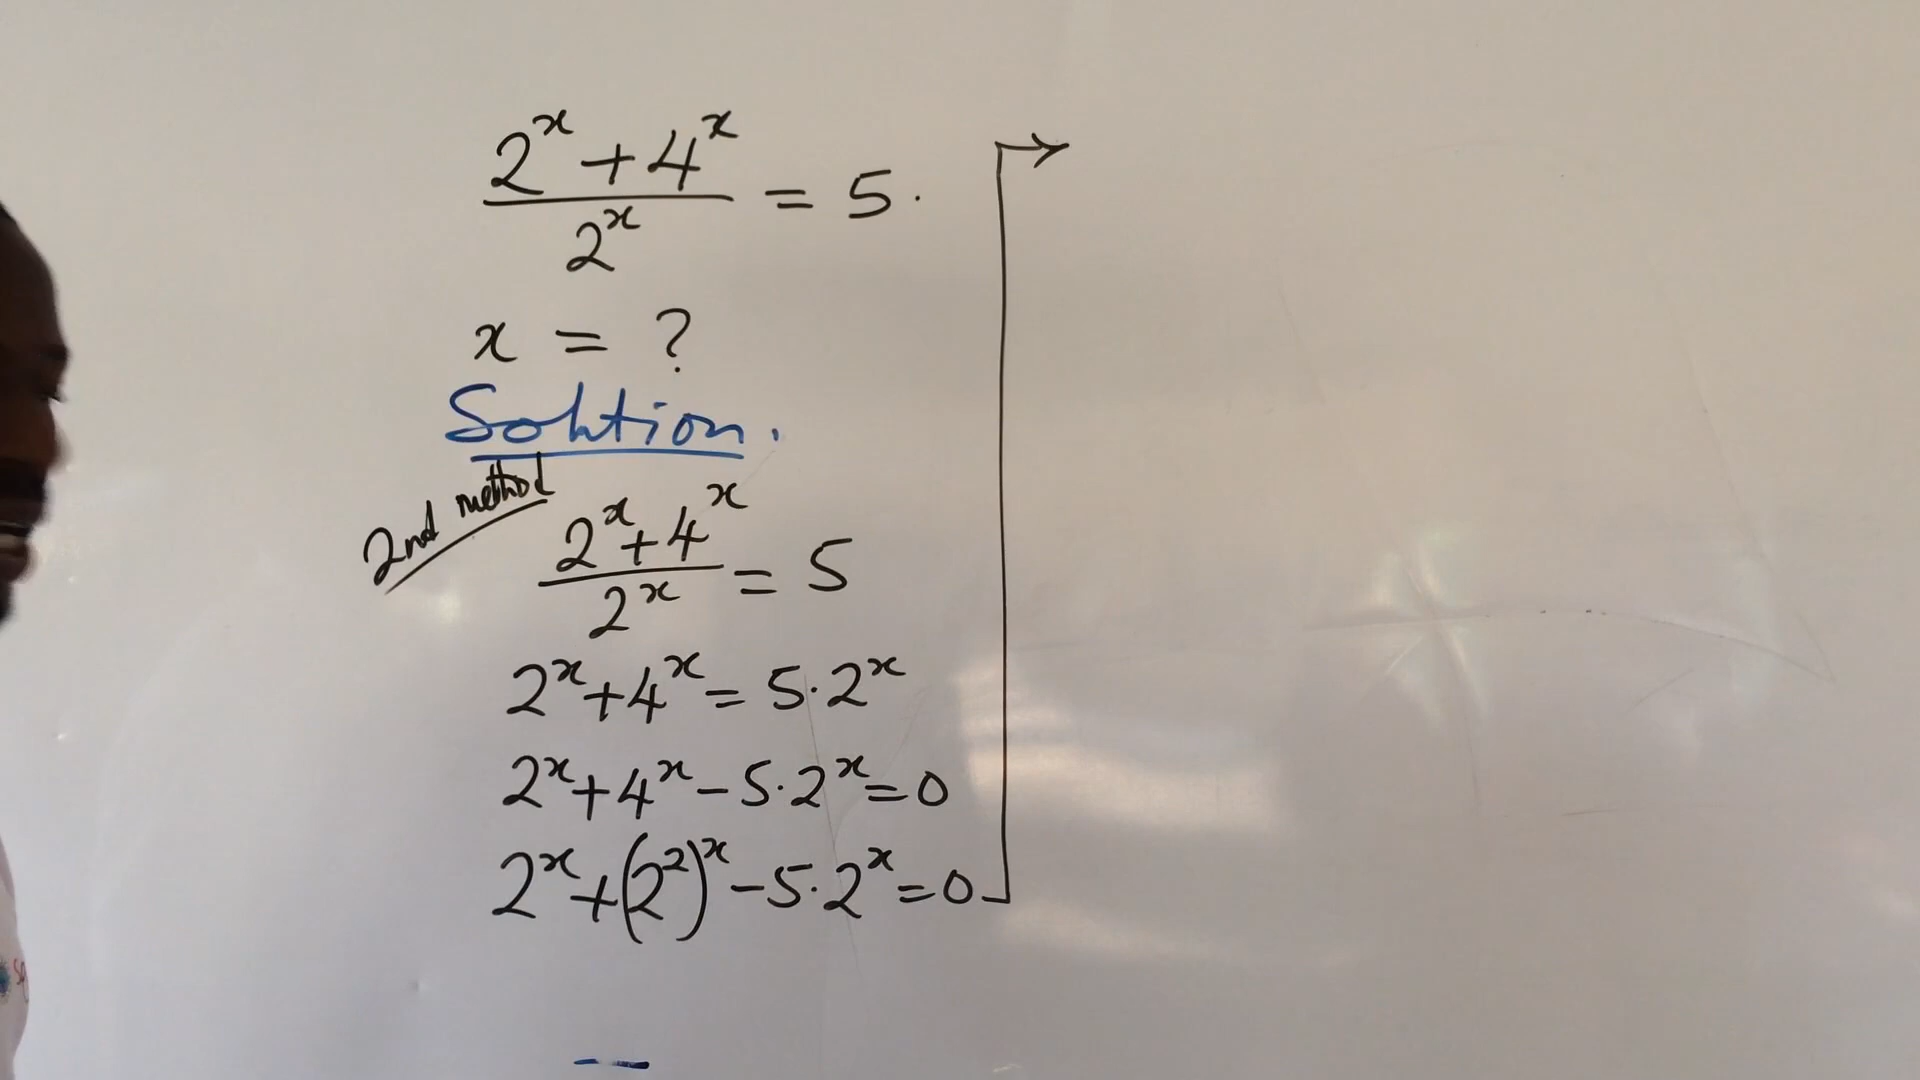 2^x + 4^x / 2^x = 5.
x = ?
Solution.
2nd method
2^x + 4^x / 2^x = 5
2^x + 4^x = 5·2^x
2^x + 4^x − 5·2^x = 0
2^x + (2^2)^x − 5·2^x = 0